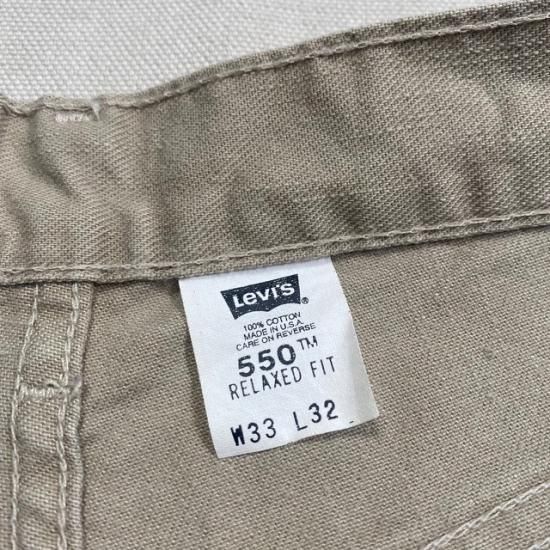 Levi's ®
100% COTTON
MADE IN U.S.A.
CARE ON REVERSE
550™
RELAXED FIT
W33 L32